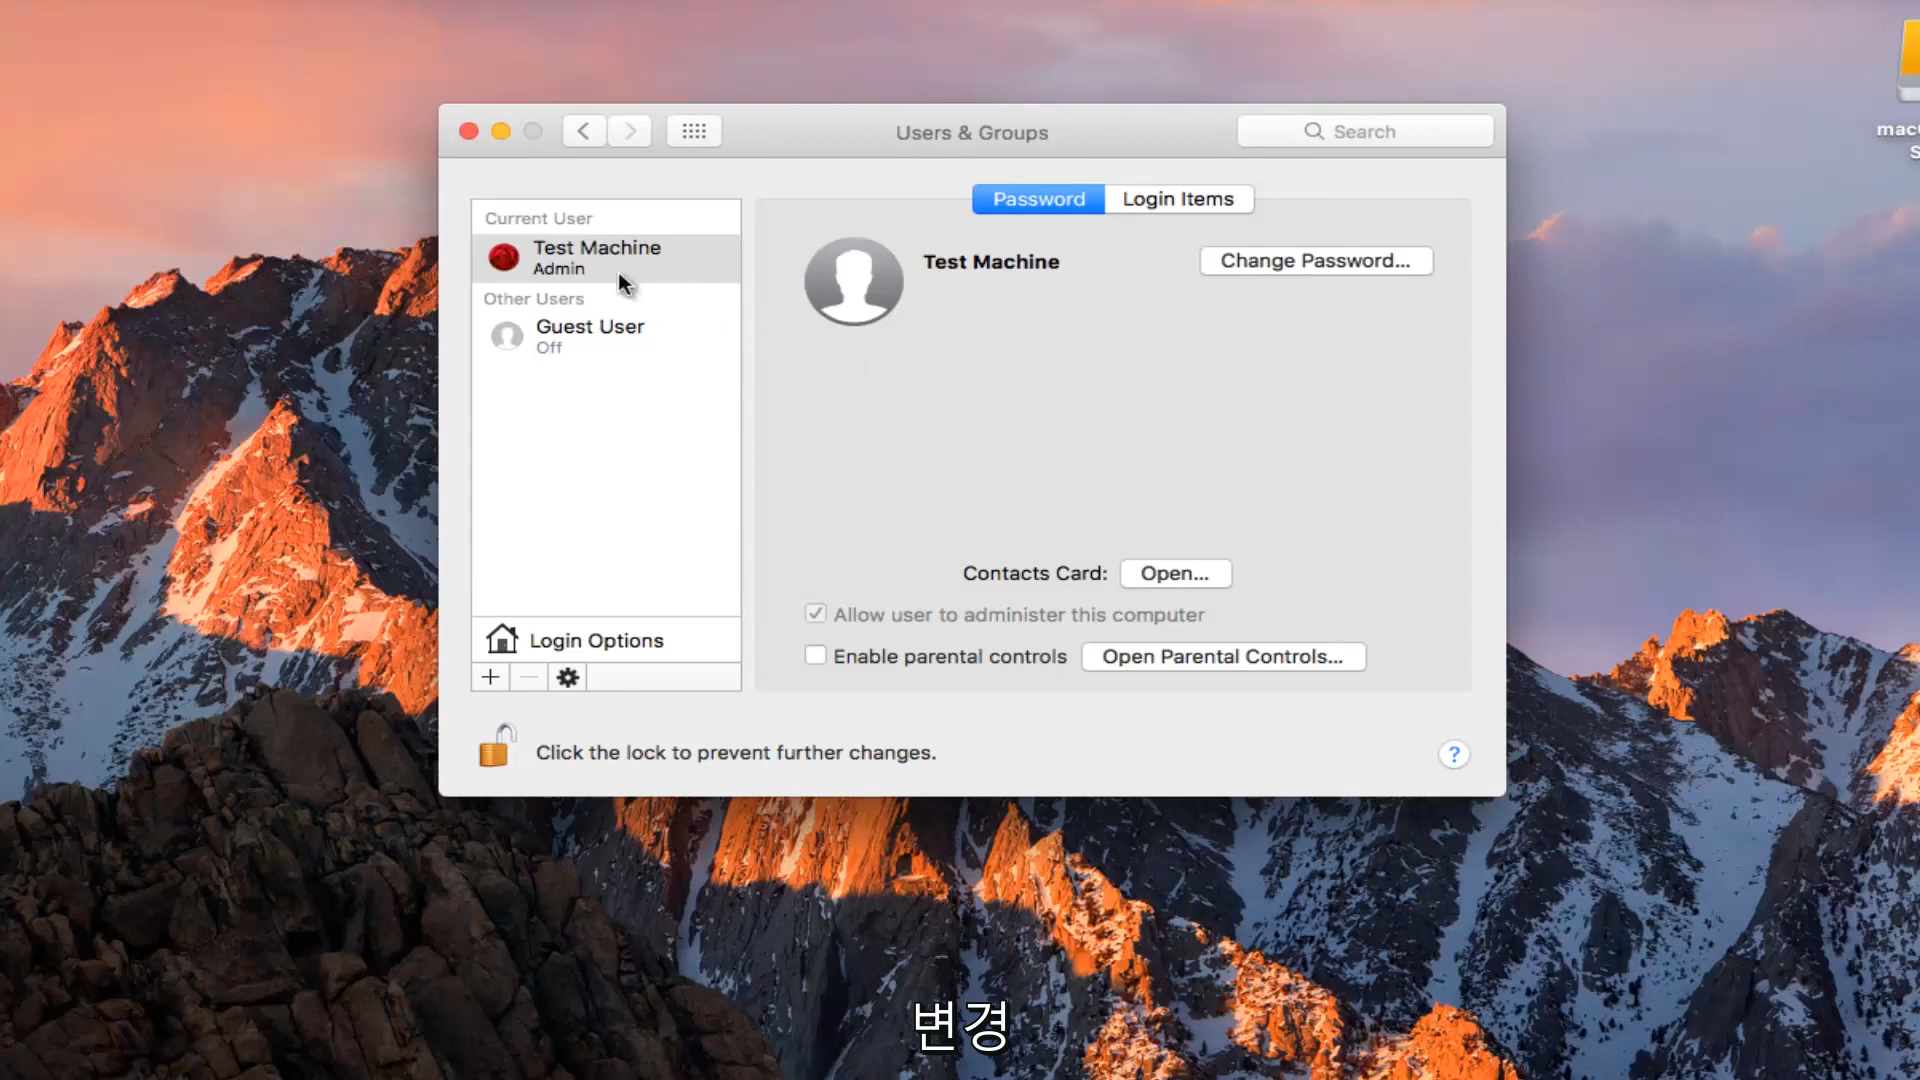 Users & Groups
Search
mac
S
Password
Login Items
Current User
Test Machine
Admin
Other Users
Guest User
Off
Test Machine
Change Password...
Contacts Card:
Open...
Allow user to administer this computer
Enable parental controls
Open Parental Controls...
Login Options
Click the lock to prevent further changes.
?
변경